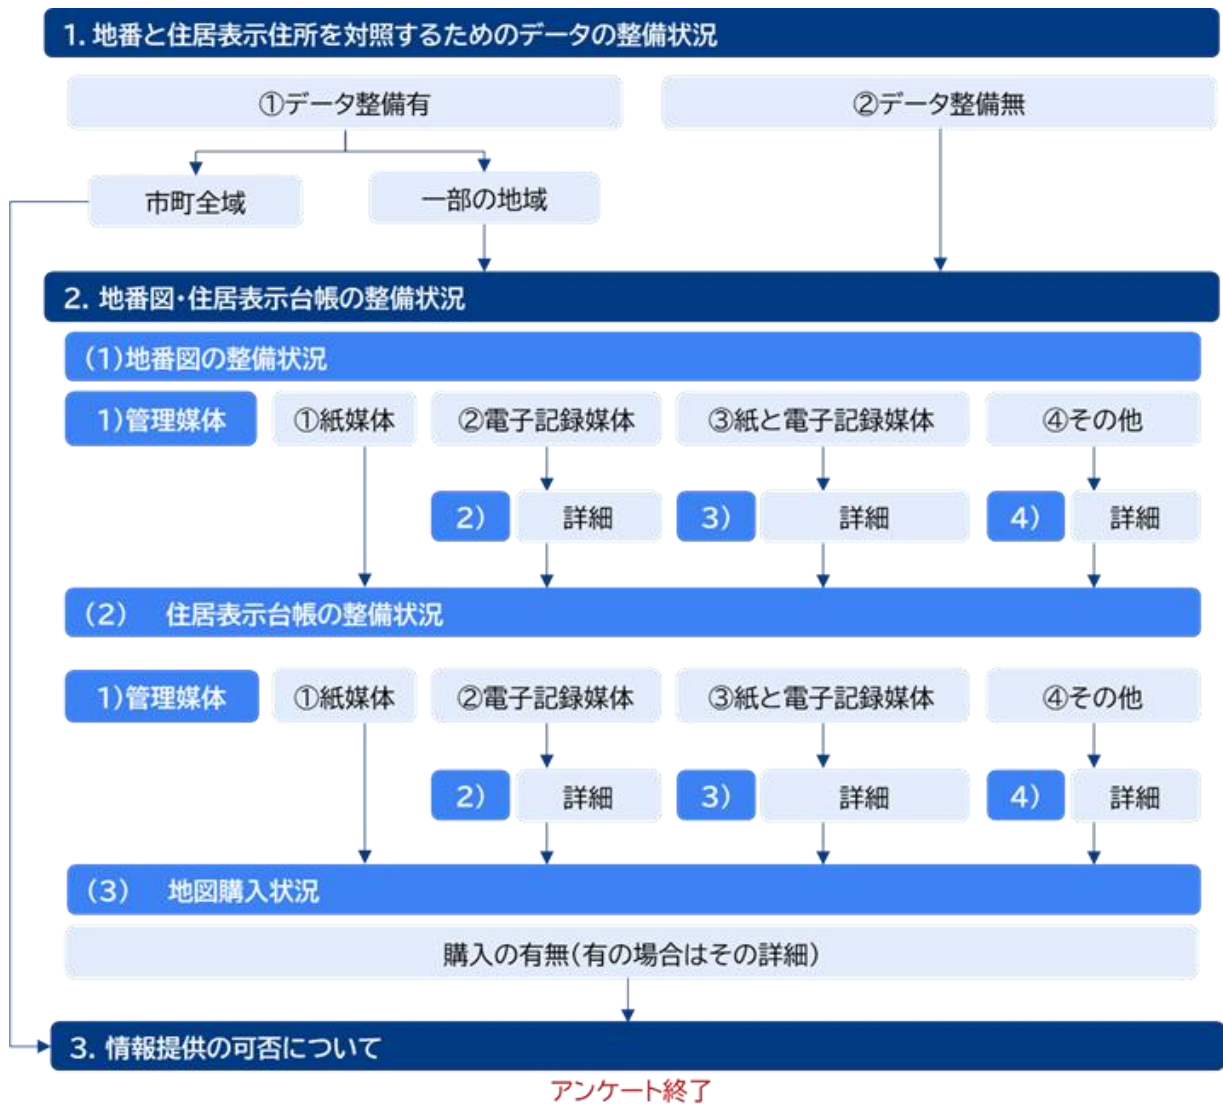 1. 地番と住居表示住所を対照するためのデータの整備状況
①データ整備有
②データ整備無
市町全域
一部の地域
2. 地番図・住居表示台帳の整備状況
(1)地番図の整備状況
1)管理媒体
①紙媒体
②電子記録媒体
③紙と電子記録媒体
④その他
2)
詳細
3)
詳細
4)
詳細
(2) 住居表示台帳の整備状況
1)管理媒体
①紙媒体
②電子記録媒体
③紙と電子記録媒体
④その他
2)
詳細
3)
詳細
4)
詳細
(3) 地図購入状況
購入の有無(有の場合はその詳細)
3. 情報提供の可否について
アンケート終了